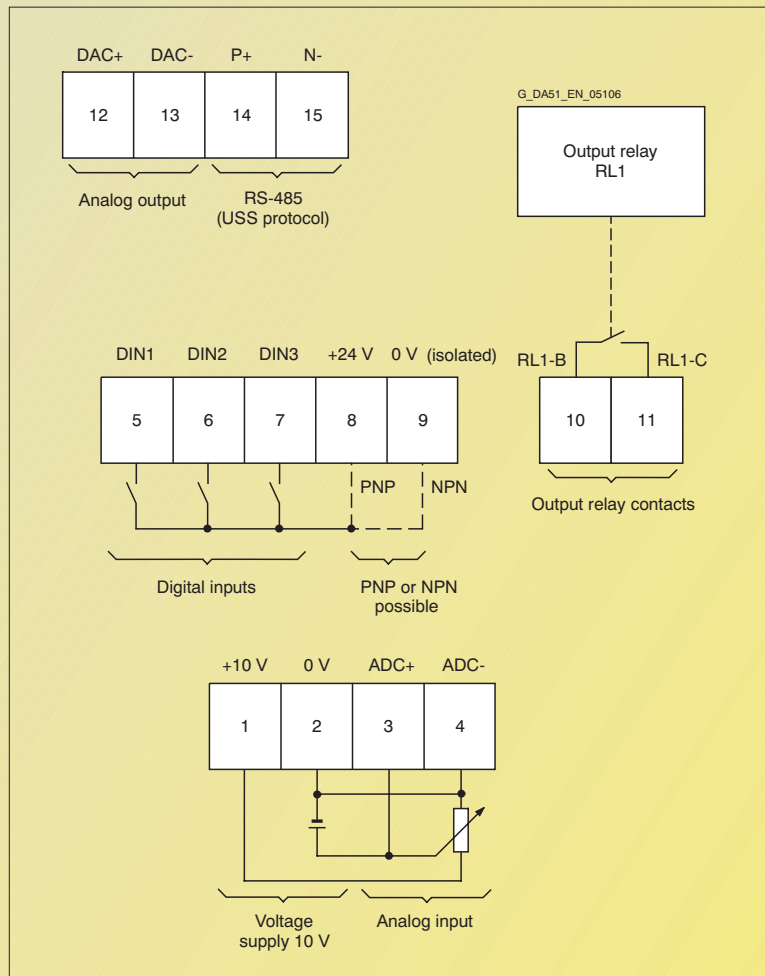 DAC+ DAC- P+ N-
12 13 14 15
Analog output
RS-485
(USS protocol)
G_DA51_EN_05106
Output relay
RL1
RL1-B RL1-C
10 11
Output relay contacts
DIN1 DIN2 DIN3 +24 V 0 V (isolated)
5 6 7 8 9
PNP NPN
Digital inputs
PNP or NPN
possible
+10 V 0 V ADC+ ADC-
1 2 3 4
Voltage
supply 10 V
Analog input